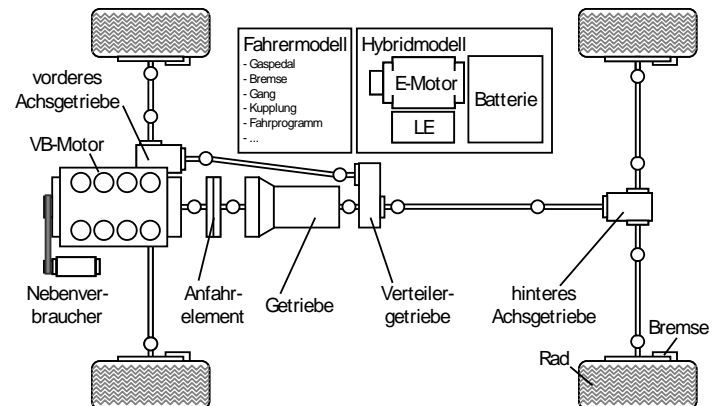 Fahrermodell
- Gaspedal
- Bremse
- Gang
- Kupplung
- Fahrprogramm
- ...
Hybridmodell
E-Motor
LE
Batterie
vorderes
Achsgetriebe
VB-Motor
Nebenver-
braucher
Anfahr-
element
Getriebe
Verteiler-
getriebe
hinteres
Achsgetriebe
Bremse
Rad